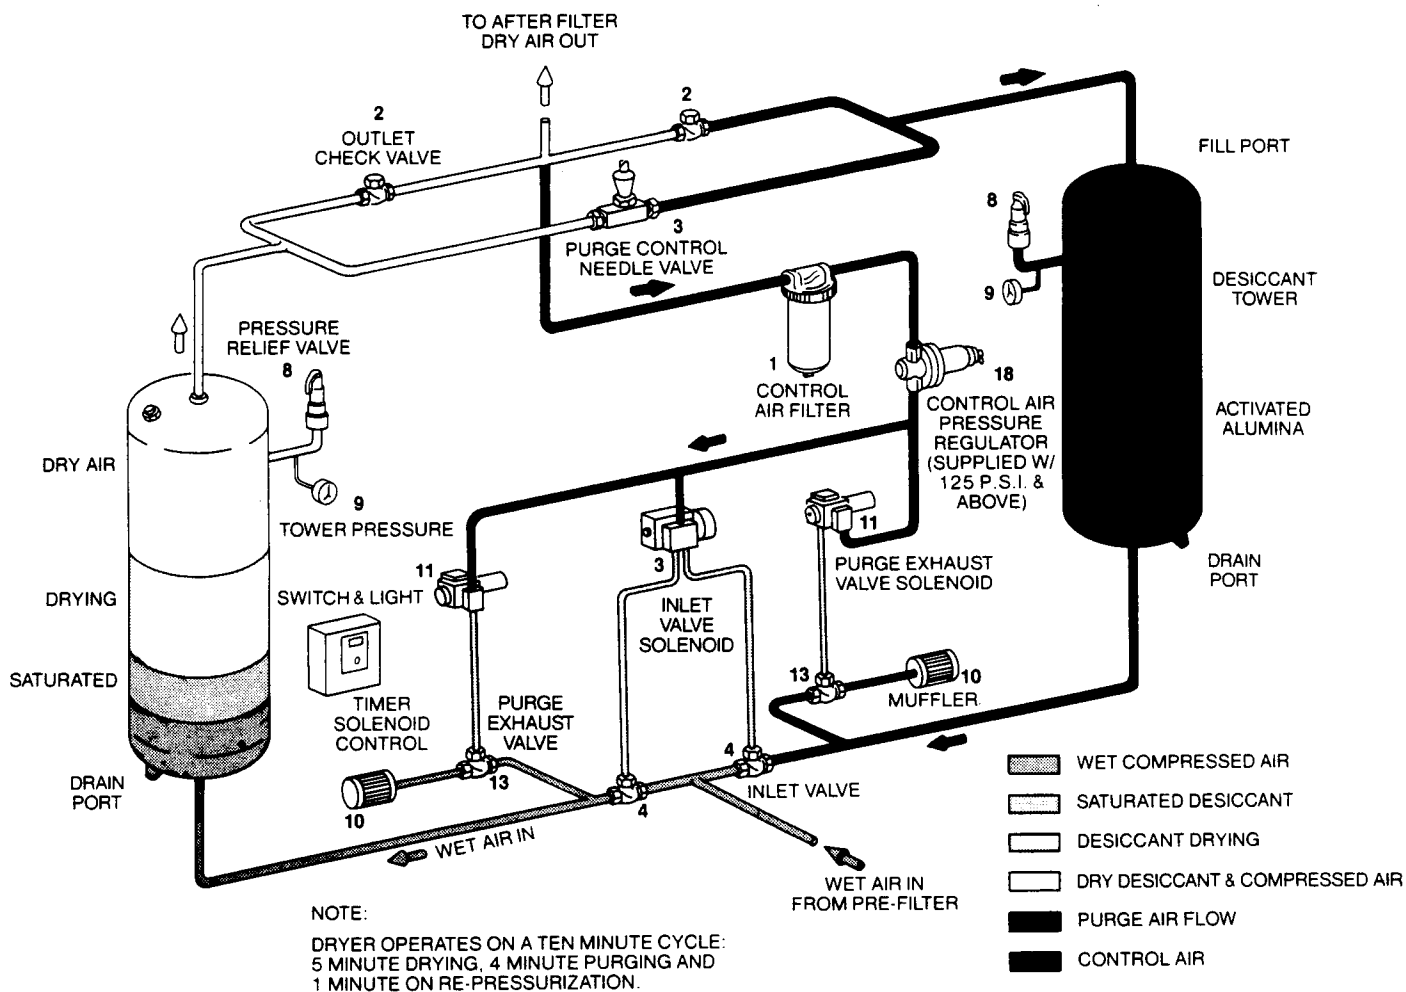 TO AFTER FILTER
DRY AIR OUT
2
OUTLET
CHECK VALVE
2
3
PURGE CONTROL
NEEDLE VALVE
FILL PORT
8
9
DESICCANT
TOWER
PRESSURE
RELIEF VALVE
8
1
CONTROL
AIR FILTER
18
CONTROL AIR
PRESSURE
REGULATOR
(SUPPLIED W/
125 P.S.I. &
ABOVE)
ACTIVATED
ALUMINA
DRY AIR
9
TOWER PRESSURE
11
PURGE EXHAUST
VALVE SOLENOID
DRAIN
PORT
3
INLET
VALVE
SOLENOID
11
SWITCH & LIGHT
DRYING
SATURATED
TIMER
SOLENOID
CONTROL
PURGE
EXHAUST
VALVE
13
10
MUFFLER
DRAIN
PORT
10
13
4
4
INLET VALVE
WET AIR IN
WET AIR IN
FROM PRE-FILTER
WET COMPRESSED AIR
SATURATED DESICCANT
DESICCANT DRYING
DRY DESICCANT & COMPRESSED AIR
PURGE AIR FLOW
CONTROL AIR
NOTE:
DRYER OPERATES ON A TEN MINUTE CYCLE:
5 MINUTE DRYING, 4 MINUTE PURGING AND
1 MINUTE ON RE-PRESSURIZATION.